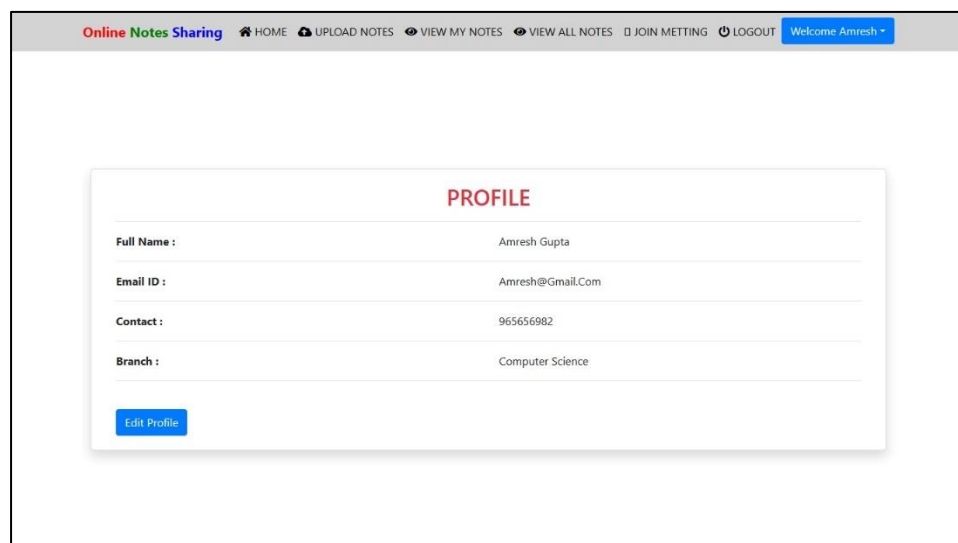 Online Notes Sharing HOME UPLOAD NOTES VIEW MY NOTES VIEW ALL NOTES JOIN METTING LOGOUT Welcome Amresh
PROFILE
Full Name : Amresh Gupta
Email ID : Amresh@Gmail.Com
Contact : 965656982
Branch : Computer Science
Edit Profile